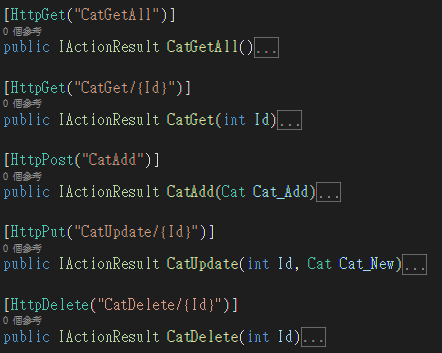 [HttpGet("CatGetAll")]
0 個參考
public IActionResult CatGetAll()...
[HttpGet("CatGet/{Id}")]
0 個參考
public IActionResult CatGet(int Id)...
[HttpPost("CatAdd")]
0 個參考
public IActionResult CatAdd(Cat Cat_Add)...
[HttpPut("CatUpdate/{Id}")]
0 個參考
public IActionResult CatUpdate(int Id, Cat Cat_New)...
[HttpDelete("CatDelete/{Id}")]
0 個參考
public IActionResult CatDelete(int Id)...